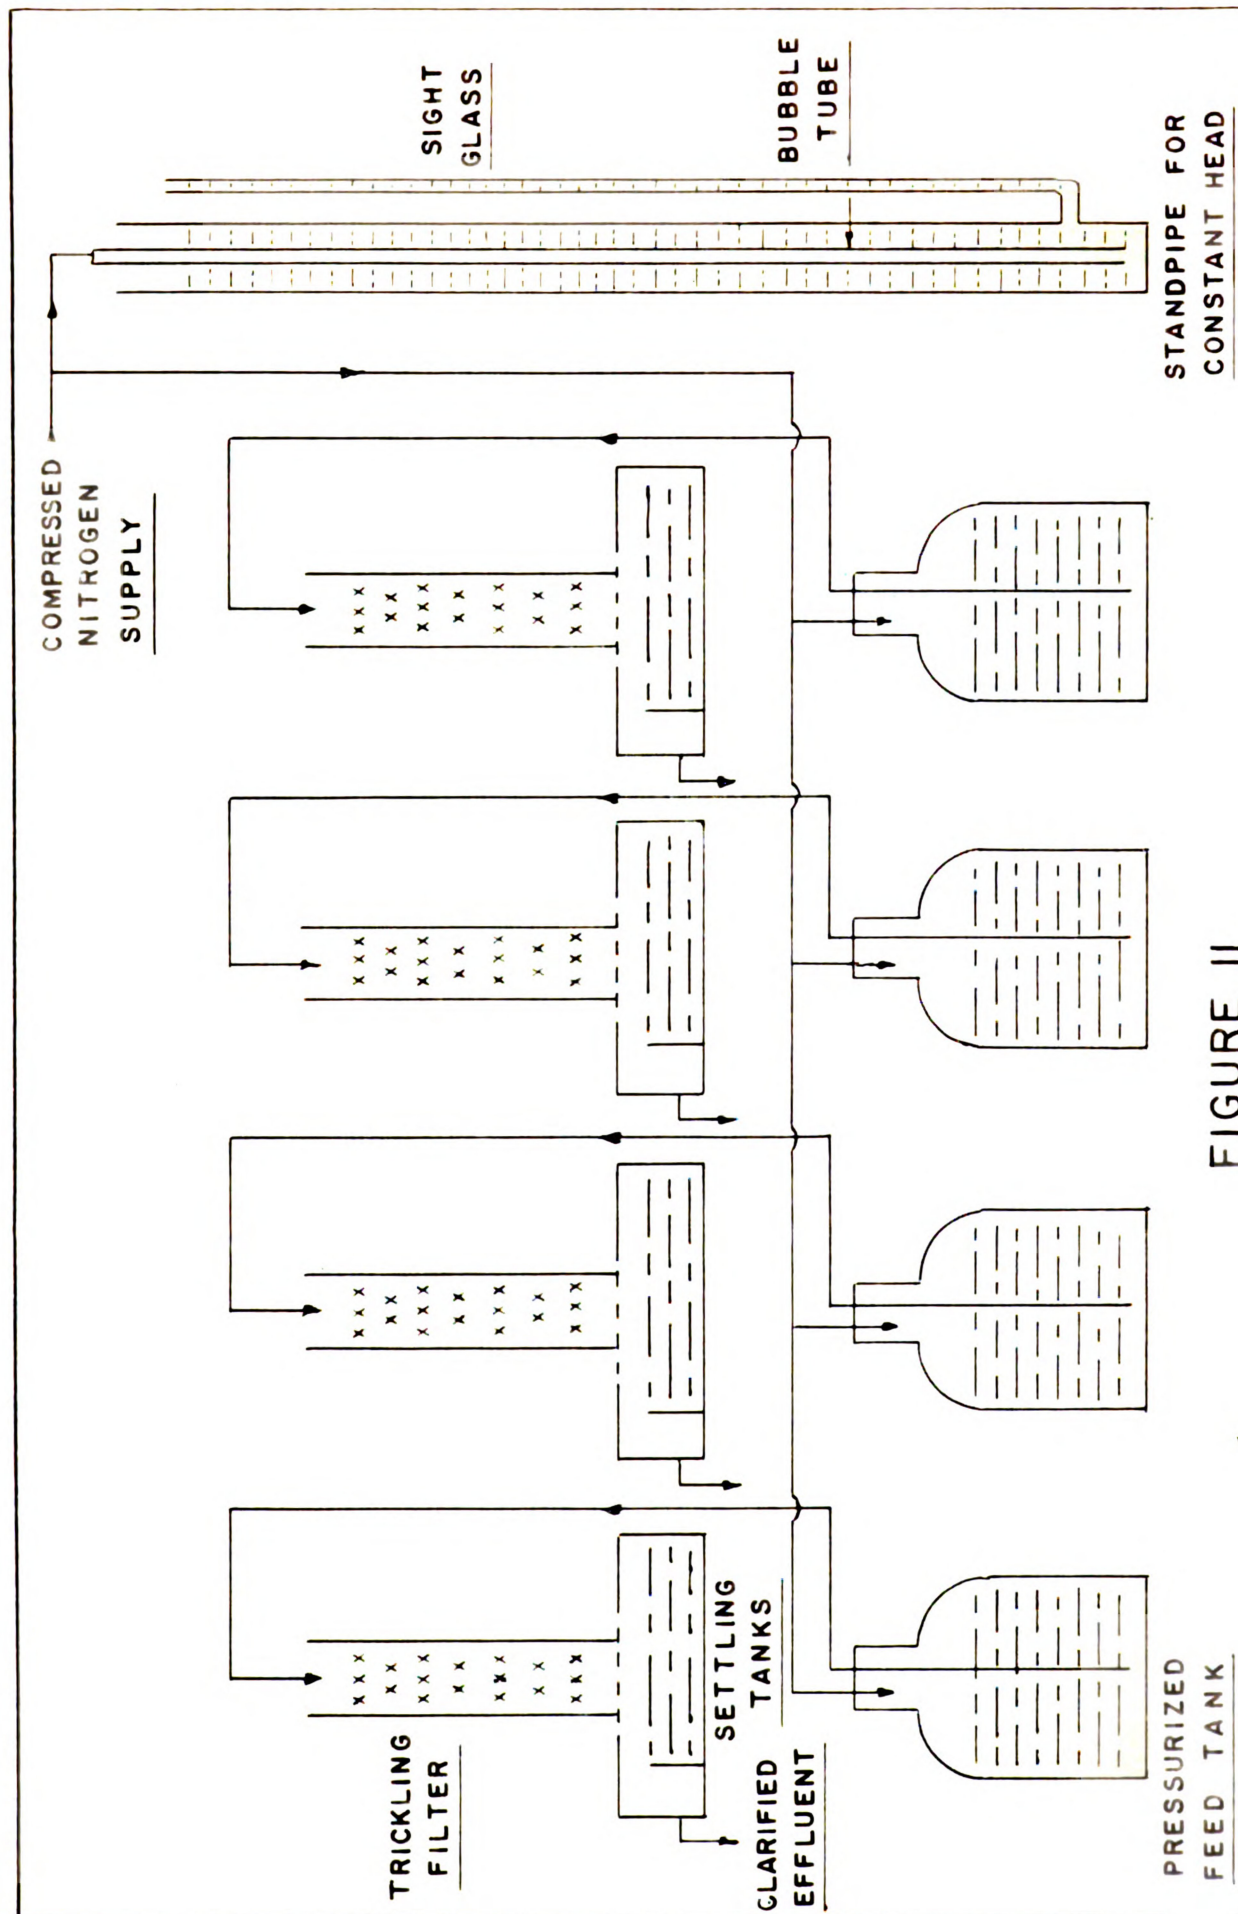 COMPRESSED
NITROGEN
SUPPLY
SIGHT
GLASS
BUBBLE
TUBE
STANDPIPE FOR
CONSTANT HEAD
TRICKLING
FILTER
SETTLING
TANKS
CLARIFIED
EFFLUENT
PRESSURIZED
FEED TANK
FIGURE II